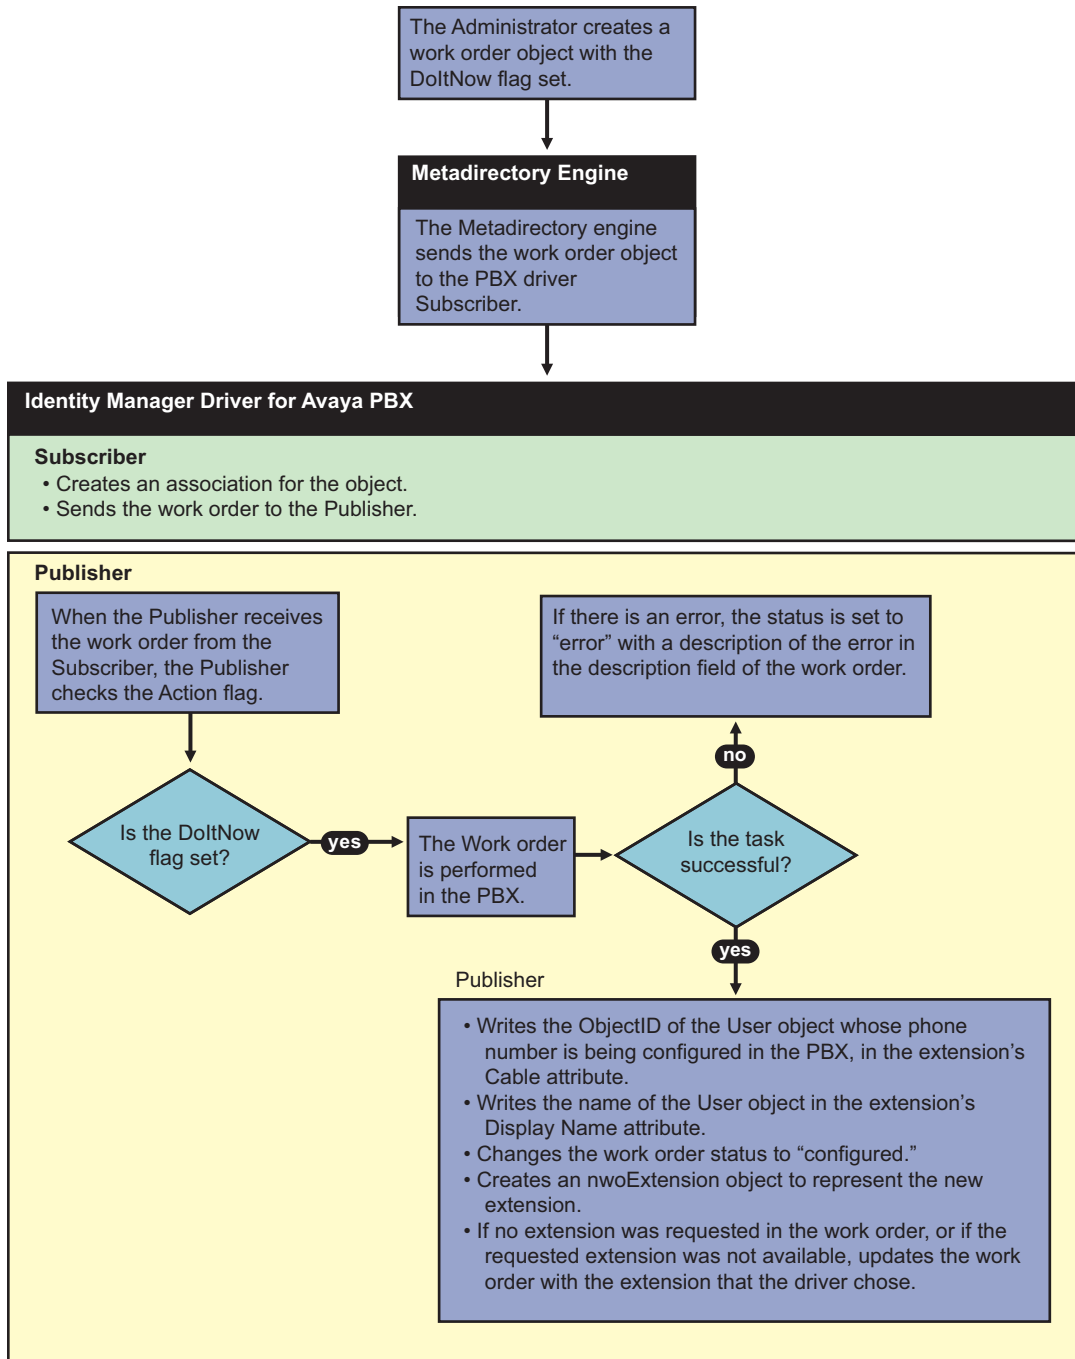 The Administrator creates a
work order object with the
DoItNow flag set.
Metadirectory Engine
The Metadirectory engine
sends the work order object
to the PBX driver
Subscriber.
Identity Manager Driver for Avaya PBX
Subscriber
• Creates an association for the object.
• Sends the work order to the Publisher.
Publisher
When the Publisher receives
the work order from the
Subscriber, the Publisher
checks the Action flag.
If there is an error, the status is set to
“error” with a description of the error in
the description field of the work order.
no
Is the DoItNow
flag set?
yes
The Work order
is performed
in the PBX.
Is the task
successful?
yes
Publisher
• Writes the ObjectID of the User object whose phone
number is being configured in the PBX, in the extension’s
Cable attribute.
• Writes the name of the User object in the extension’s
Display Name attribute.
• Changes the work order status to “configured.”
• Creates an nwoExtension object to represent the new
extension.
• If no extension was requested in the work order, or if the
requested extension was not available, updates the work
order with the extension that the driver chose.